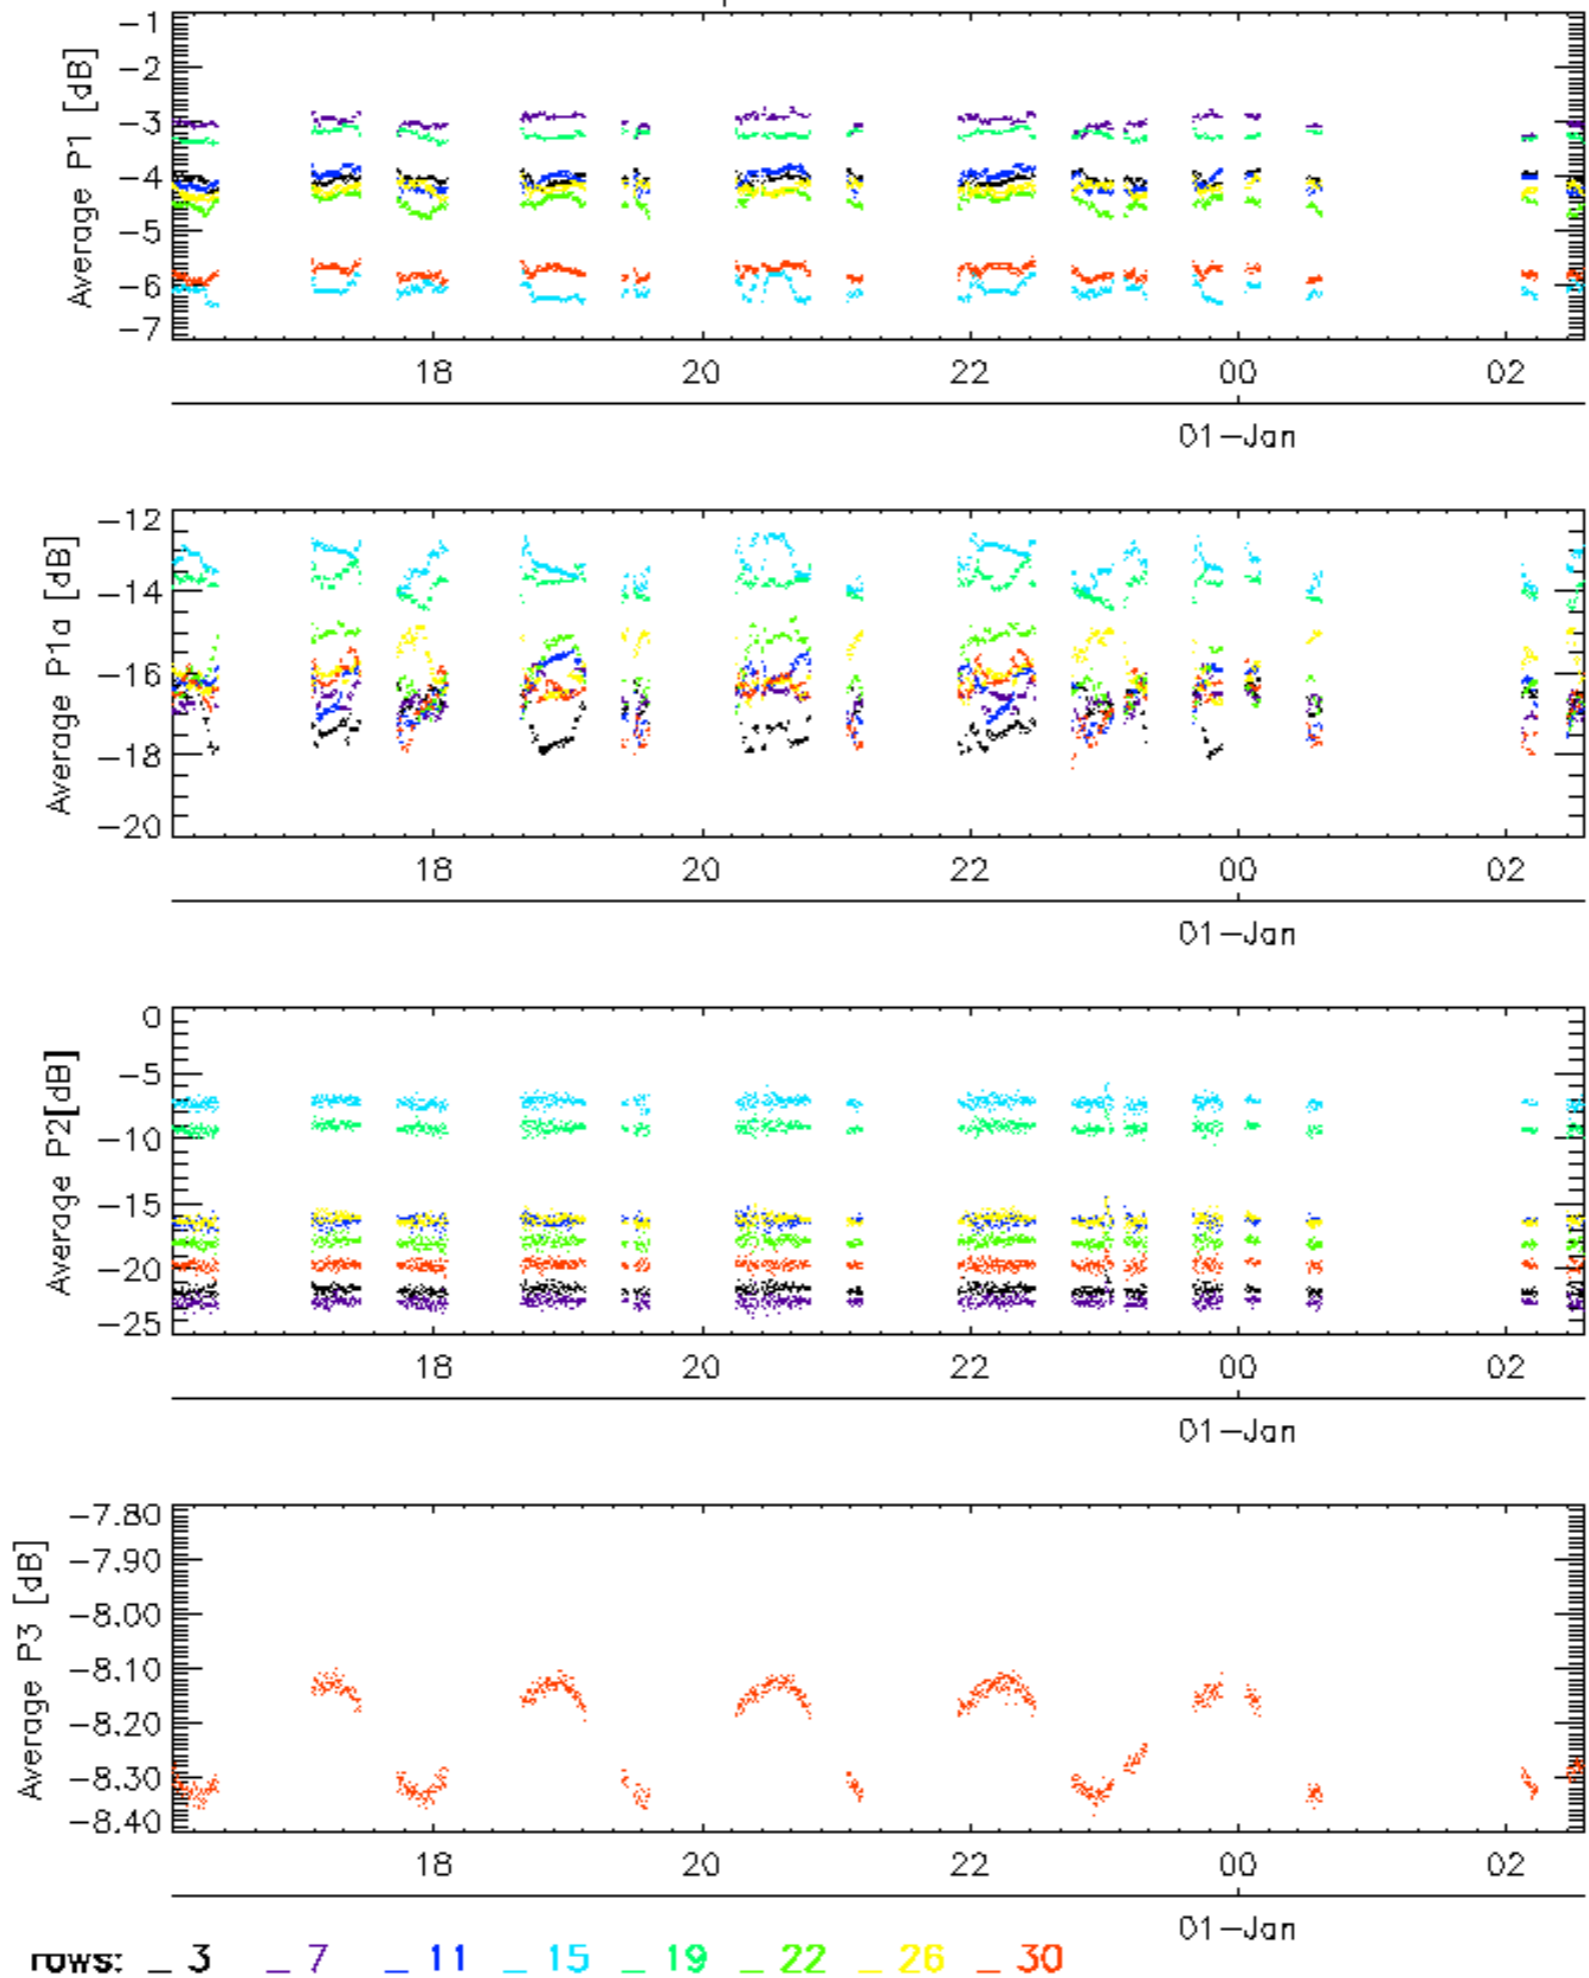 Average P1 [dB]
−1
−2
−3
−4
−5
−6
−7
18 20 22 00 02
01−Jan
Average P1a [dB]
−12
−14
−16
−18
−20
18 20 22 00 02
01−Jan
Average P2[dB]
0
−5
−10
−15
−20
−25
18 20 22 00 02
01−Jan
Average P3 [dB]
−7.80
−7.90
−8.00
−8.10
−8.20
−8.30
−8.40
18 20 22 00 02
01−Jan
rows: _ 3 _ 7 _ 11 _ 15 _ 19 _ 22 _ 26 _ 30